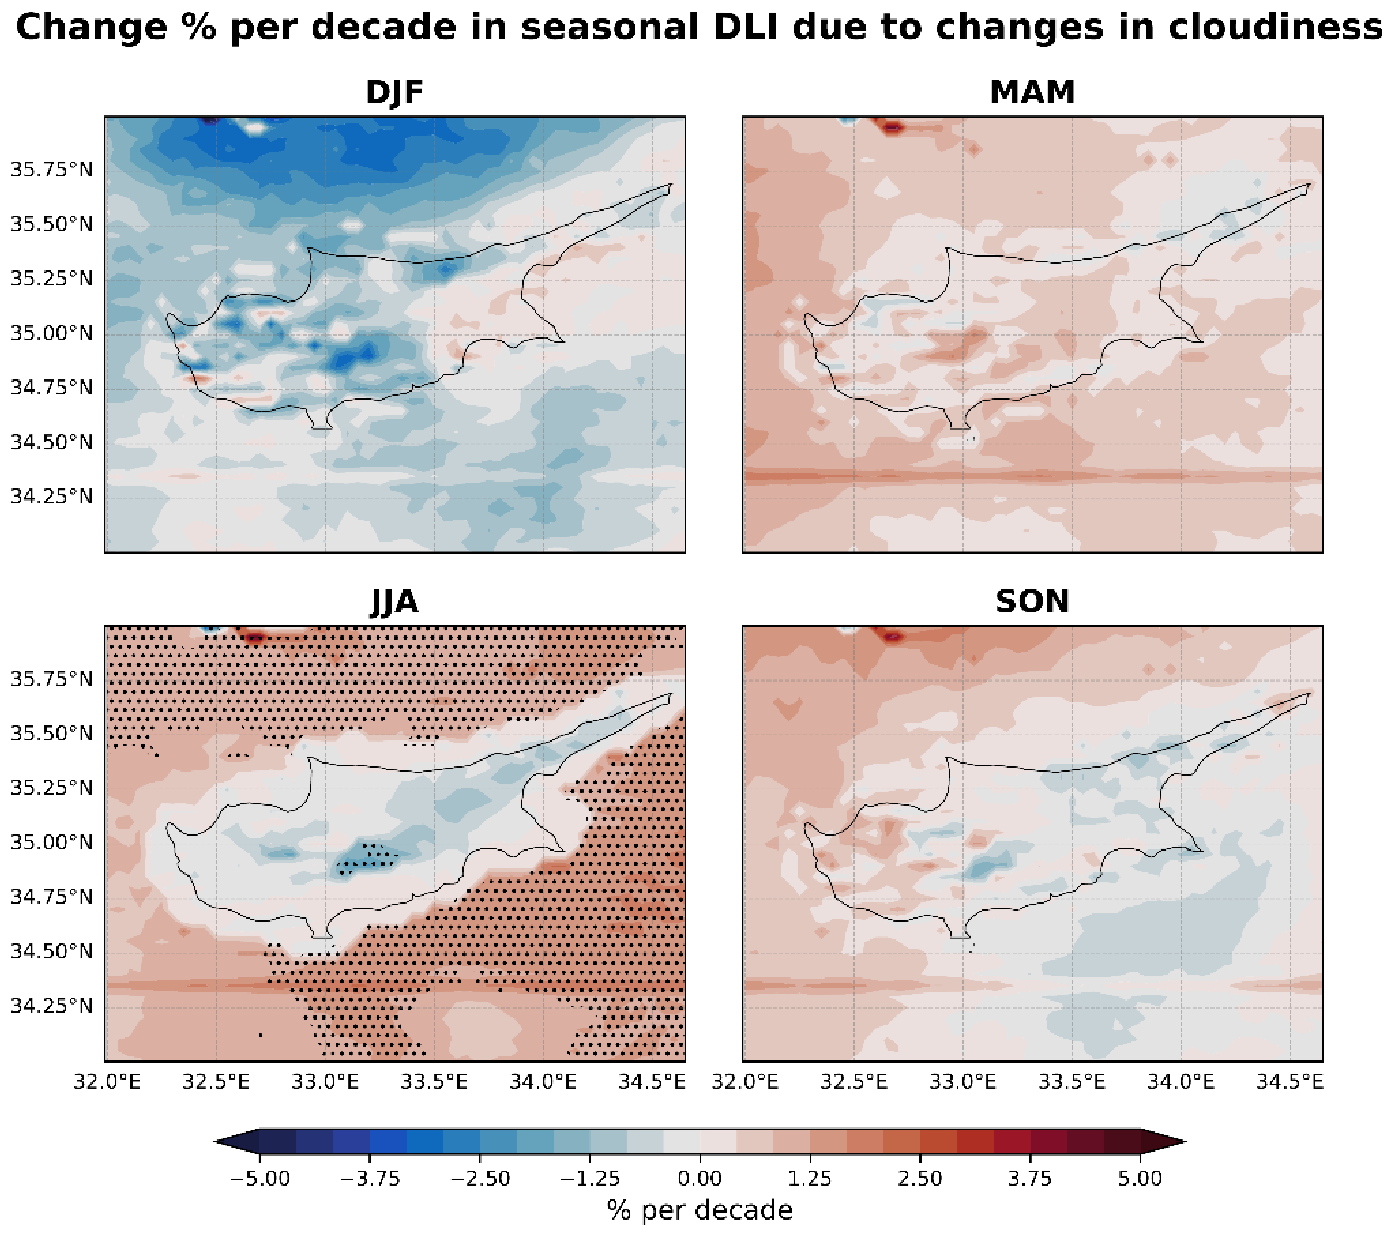 Change % per decade in seasonal DLI due to changes in cloudiness
DJF
MAM
35.75°N
35.50°N
35.25°N
35.00°N
34.75°N
34.50°N
34.25°N
JJA
SON
35.75°N
35.50°N
35.25°N
35.00°N
34.75°N
34.50°N
34.25°N
32.0°E 32.5°E 33.0°E 33.5°E 34.0°E 34.5°E 32.0°E 32.5°E 33.0°E 33.5°E 34.0°E 34.5°E
−5.00 −3.75 −2.50 −1.25 0.00 1.25 2.50 3.75 5.00
% per decade